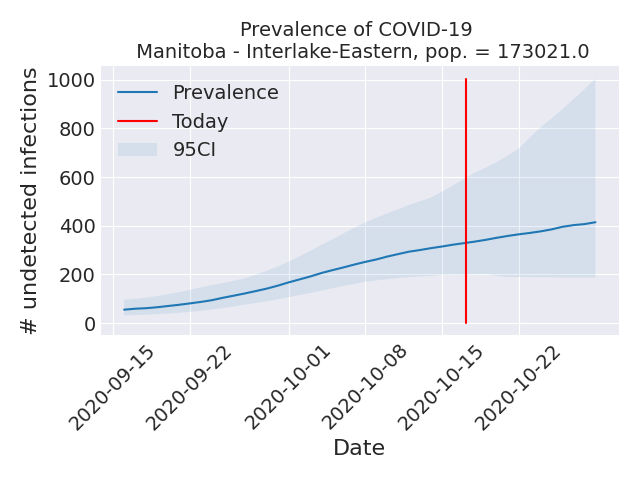 Prevalence of COVID-19
Manitoba - Interlake-Eastern, pop. = 173021.0
# undetected infections
1000
800
600
400
200
0
Prevalence
Today
95CI
2020-09-15
2020-09-22
2020-10-01
2020-10-08
2020-10-15
2020-10-22
Date